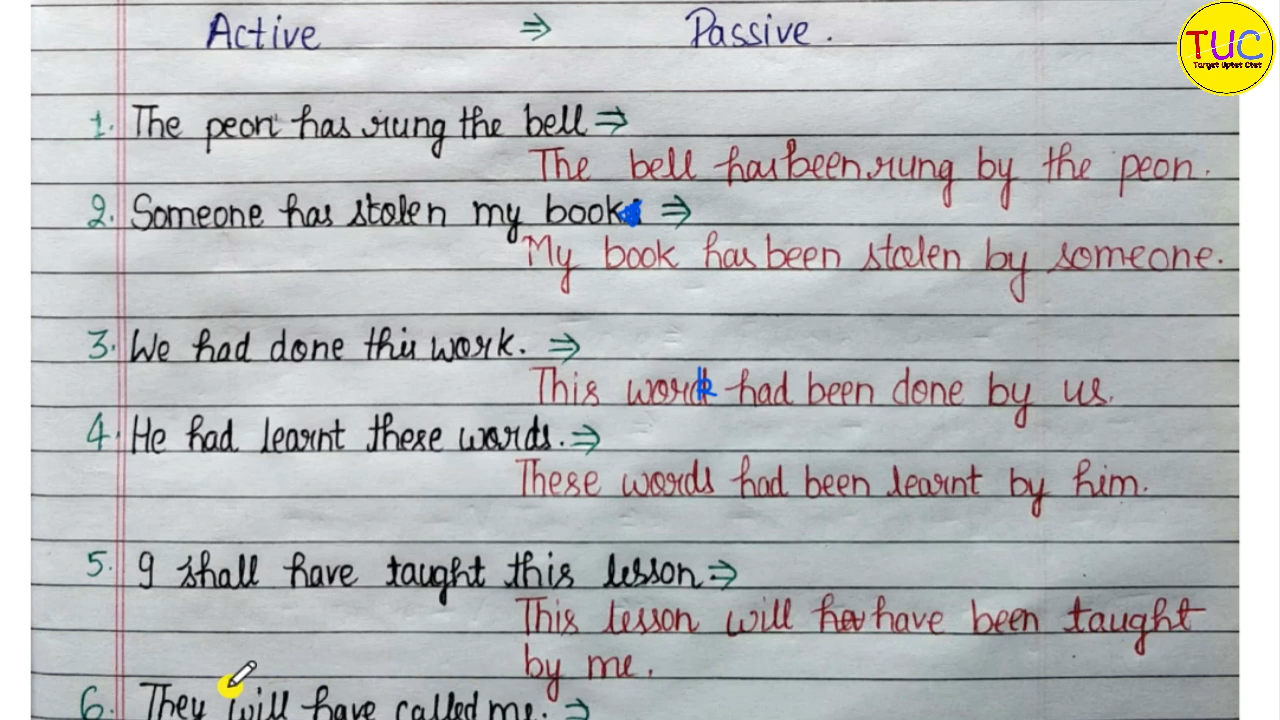 Active ⇒ Passive.
TUC
Target Uptet Ctet
1. The peon has rung the bell ⇒
The bell has been rung by the peon.
2. Someone has stolen my book ⇒
My book has been stolen by someone.
3. We had done this work. ⇒
This work had been done by us.
4. He had learnt these words. ⇒
These words had been learnt by him.
5. I shall have taught this lesson ⇒
This lesson will have been taught
by me.
6. They will have called me. ⇒